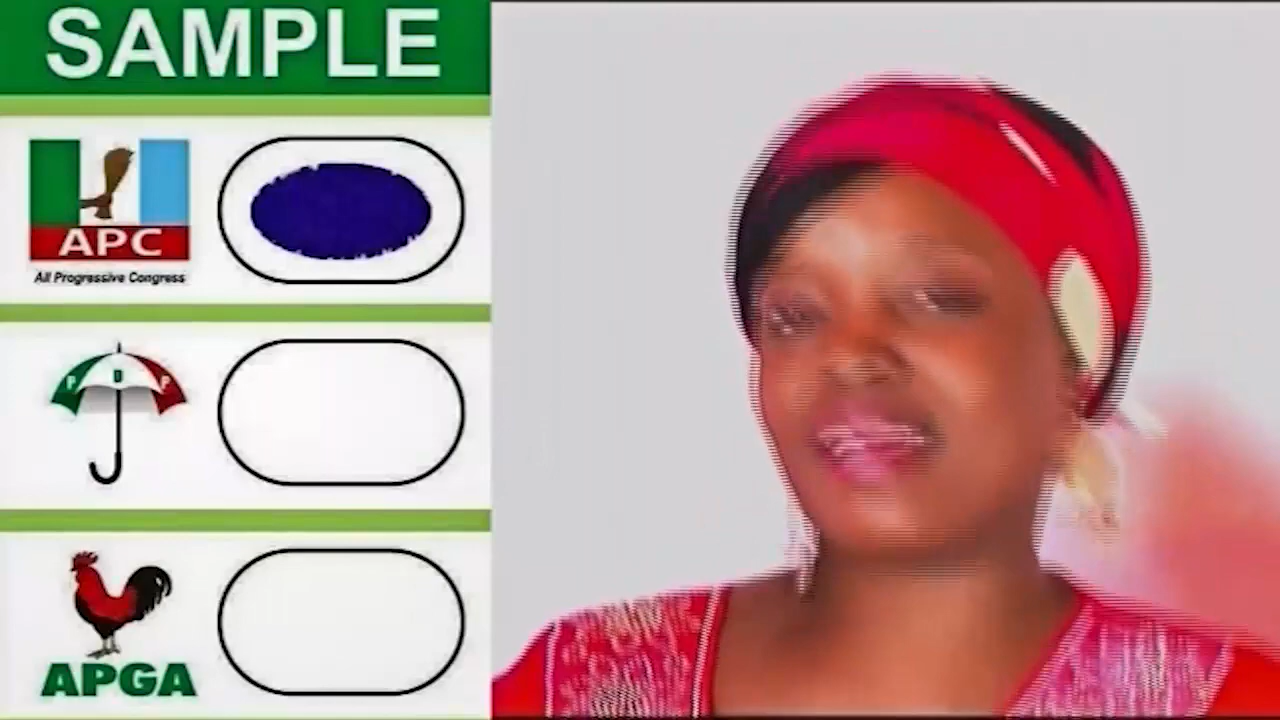 SAMPLE
APC
All Progressive Congress
P D P
APGA